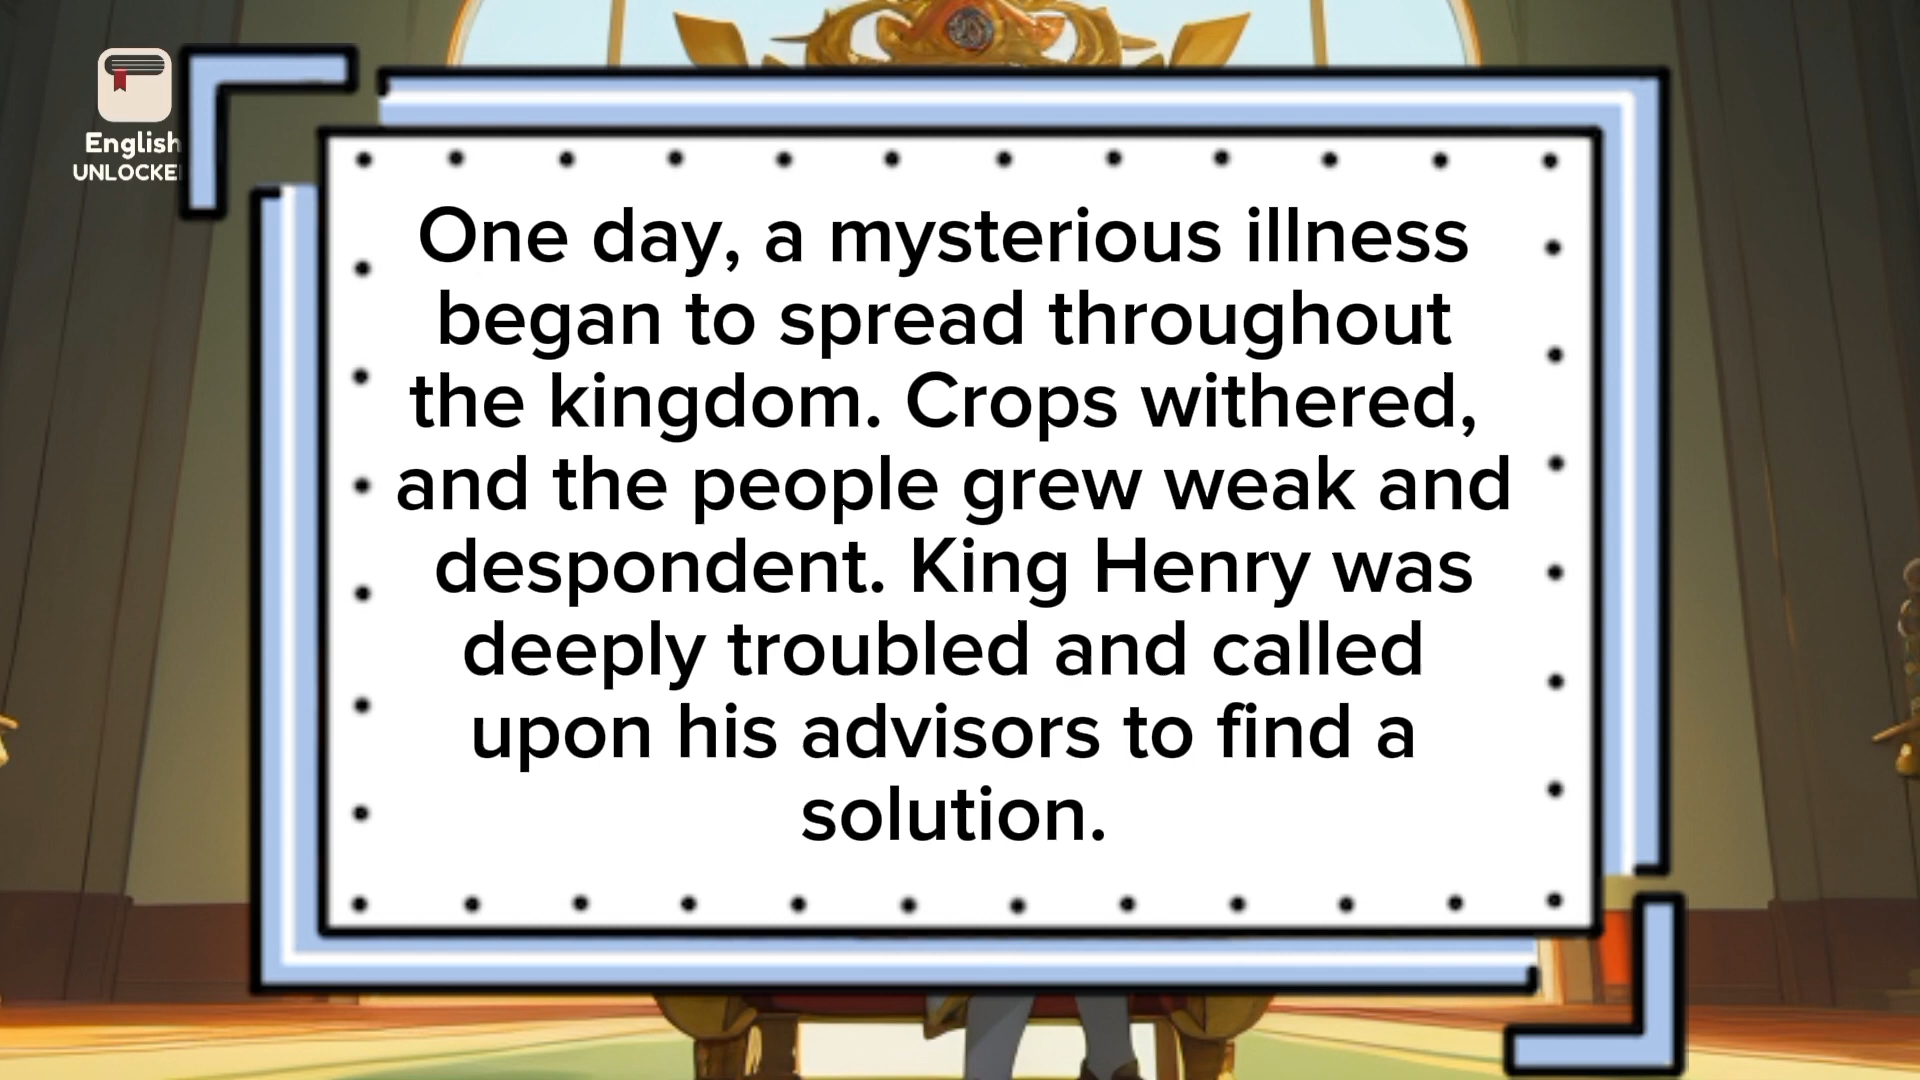 English
UNLOCKE
One day, a mysterious illness
began to spread throughout
the kingdom. Crops withered,
and the people grew weak and
despondent. King Henry was
deeply troubled and called
upon his advisors to find a
solution.